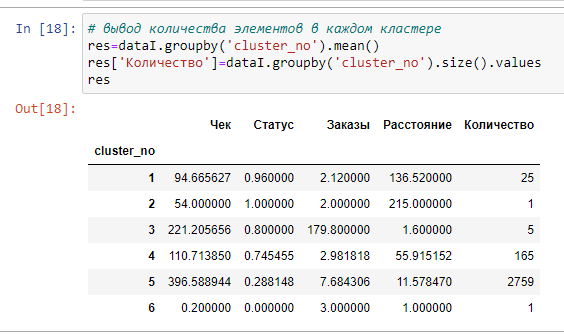 In [18]: # вывод количества элементов в каждом кластере
res=dataI.groupby('cluster_no').mean()
res['Количество']=dataI.groupby('cluster_no').size().values
res
Out[18]:
Чек Статус Заказы Расстояние Количество
cluster_no
1 94.665627 0.960000 2.120000 136.520000 25
2 54.000000 1.000000 2.000000 215.000000 1
3 221.205656 0.800000 179.800000 1.600000 5
4 110.713850 0.745455 2.981818 55.915152 165
5 396.588944 0.288148 7.684306 11.578470 2759
6 0.200000 0.000000 3.000000 1.000000 1